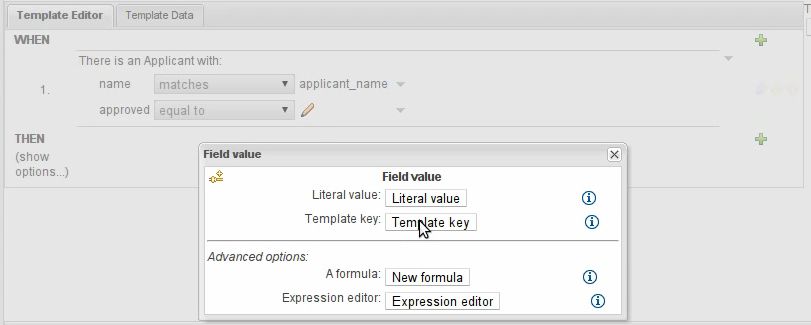 Template Editor Template Data
WHEN
There is an Applicant with:
1.
name matches applicant_name
approved equal to
THEN
(show
options...)
Field value
Field value
Literal value: Literal value
Template key: Template key
Advanced options:
A formula: New formula
Expression editor: Expression editor